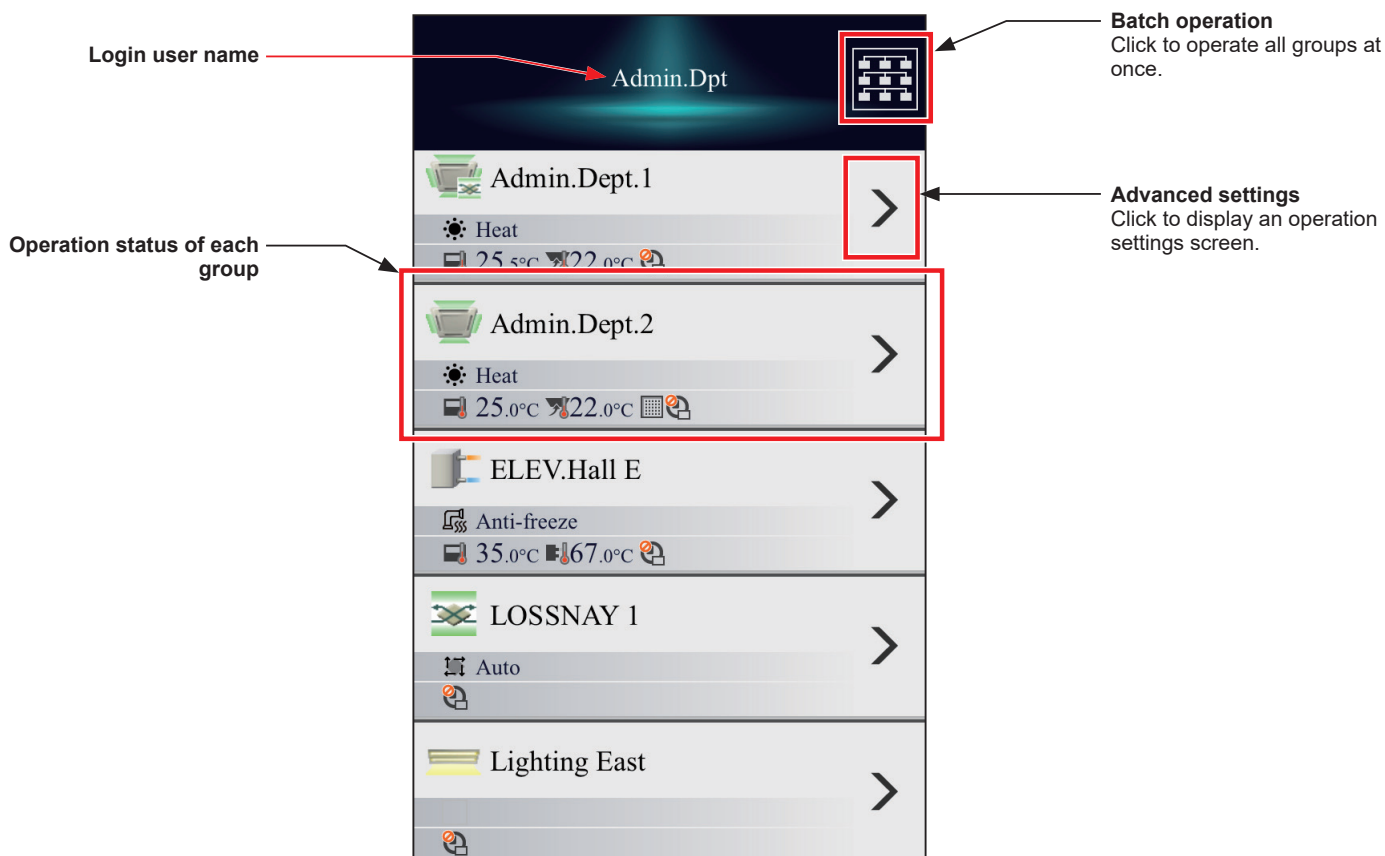 Login user name
Admin.Dpt
Batch operation
Click to operate all groups at
once.
Admin.Dept.1
Heat
25.5°C 22.0°C
Advanced settings
Click to display an operation
settings screen.
Operation status of each
group
Admin.Dept.2
Heat
25.0°C 22.0°C
ELEV.Hall E
Anti-freeze
35.0°C 67.0°C
LOSSNAY 1
Auto
Lighting East